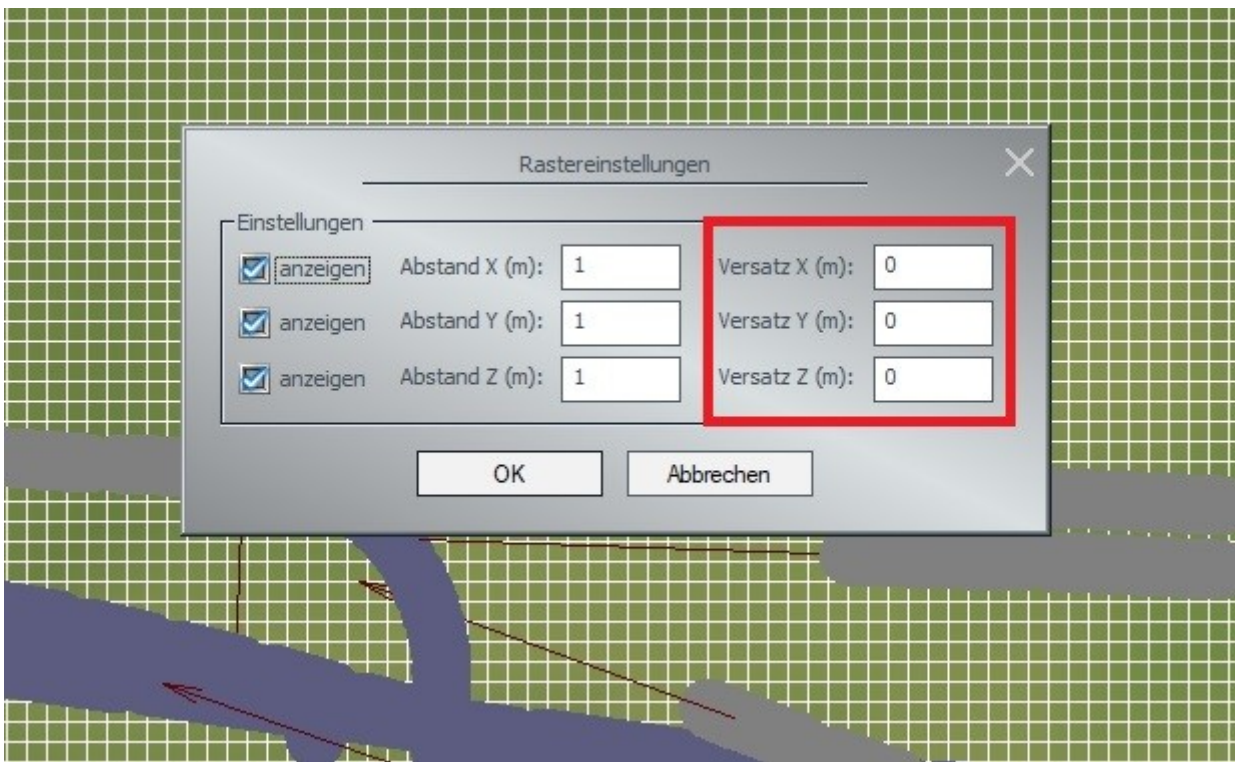 Rastereinstellungen
Einstellungen
anzeigen Abstand X (m): 1 Versatz X (m): 0
anzeigen Abstand Y (m): 1 Versatz Y (m): 0
anzeigen Abstand Z (m): 1 Versatz Z (m): 0
OK Abbrechen